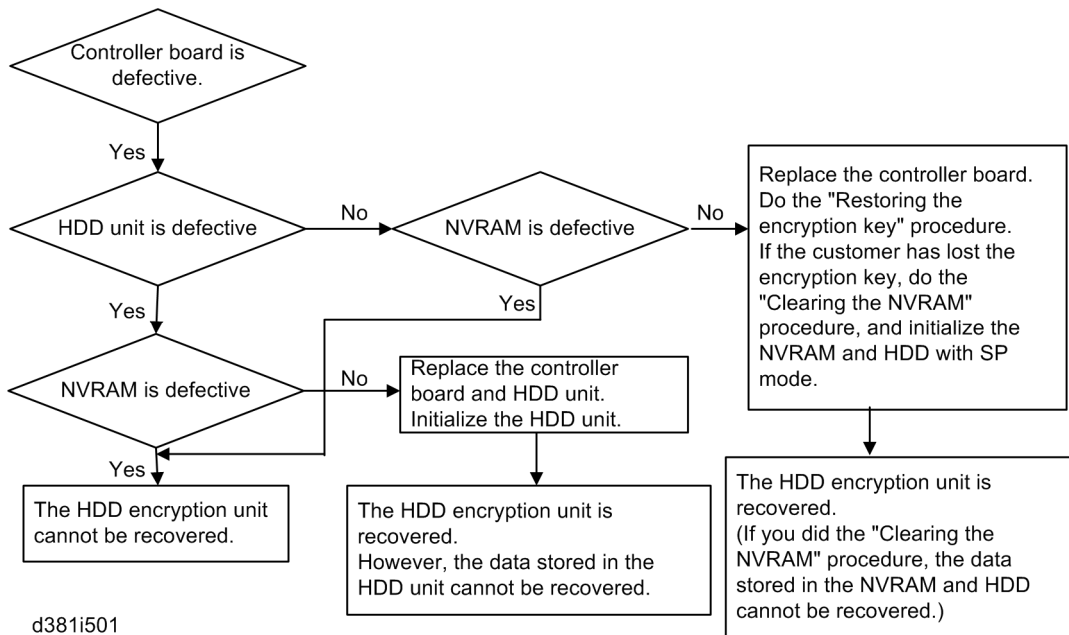 Controller board is
defective.
Yes
HDD unit is defective
No
NVRAM is defective
No
Replace the controller board.
Do the "Restoring the
encryption key" procedure.
If the customer has lost the
encryption key, do the
"Clearing the NVRAM"
procedure, and initialize the
NVRAM and HDD with SP
mode.
Yes
Yes
NVRAM is defective
No
Replace the controller
board and HDD unit.
Initialize the HDD unit.
Yes
The HDD encryption unit
cannot be recovered.
The HDD encryption unit is
recovered.
However, the data stored in the
HDD unit cannot be recovered.
The HDD encryption unit is
recovered.
(If you did the "Clearing the
NVRAM" procedure, the data
stored in the NVRAM and HDD
cannot be recovered.)
d381i501